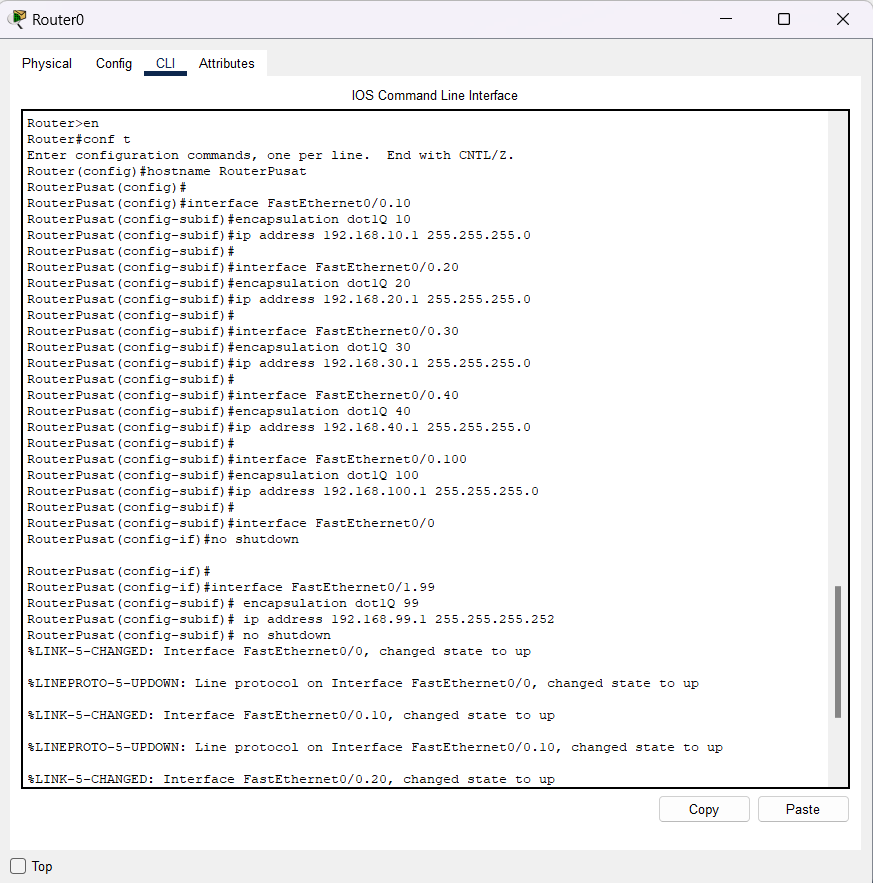 Router0
Physical Config CLI Attributes
IOS Command Line Interface
Router>en
Router#conf t
Enter configuration commands, one per line.  End with CNTL/Z.
Router(config)#hostname RouterPusat
RouterPusat(config)#
RouterPusat(config)#interface FastEthernet0/0.10
RouterPusat(config-subif)#encapsulation dot1Q 10
RouterPusat(config-subif)#ip address 192.168.10.1 255.255.255.0
RouterPusat(config-subif)#
RouterPusat(config-subif)#interface FastEthernet0/0.20
RouterPusat(config-subif)#encapsulation dot1Q 20
RouterPusat(config-subif)#ip address 192.168.20.1 255.255.255.0
RouterPusat(config-subif)#
RouterPusat(config-subif)#interface FastEthernet0/0.30
RouterPusat(config-subif)#encapsulation dot1Q 30
RouterPusat(config-subif)#ip address 192.168.30.1 255.255.255.0
RouterPusat(config-subif)#
RouterPusat(config-subif)#interface FastEthernet0/0.40
RouterPusat(config-subif)#encapsulation dot1Q 40
RouterPusat(config-subif)#ip address 192.168.40.1 255.255.255.0
RouterPusat(config-subif)#
RouterPusat(config-subif)#interface FastEthernet0/0.100
RouterPusat(config-subif)#encapsulation dot1Q 100
RouterPusat(config-subif)#ip address 192.168.100.1 255.255.255.0
RouterPusat(config-subif)#
RouterPusat(config-subif)#interface FastEthernet0/0
RouterPusat(config-if)#no shutdown
RouterPusat(config-if)#
RouterPusat(config-if)#interface FastEthernet0/1.99
RouterPusat(config-subif)# encapsulation dot1Q 99
RouterPusat(config-subif)# ip address 192.168.99.1 255.255.255.252
RouterPusat(config-subif)# no shutdown
%LINK-5-CHANGED: Interface FastEthernet0/0, changed state to up
%LINEPROTO-5-UPDOWN: Line protocol on Interface FastEthernet0/0, changed state to up
%LINK-5-CHANGED: Interface FastEthernet0/0.10, changed state to up
%LINEPROTO-5-UPDOWN: Line protocol on Interface FastEthernet0/0.10, changed state to up
%LINK-5-CHANGED: Interface FastEthernet0/0.20, changed state to up
Copy Paste
Top